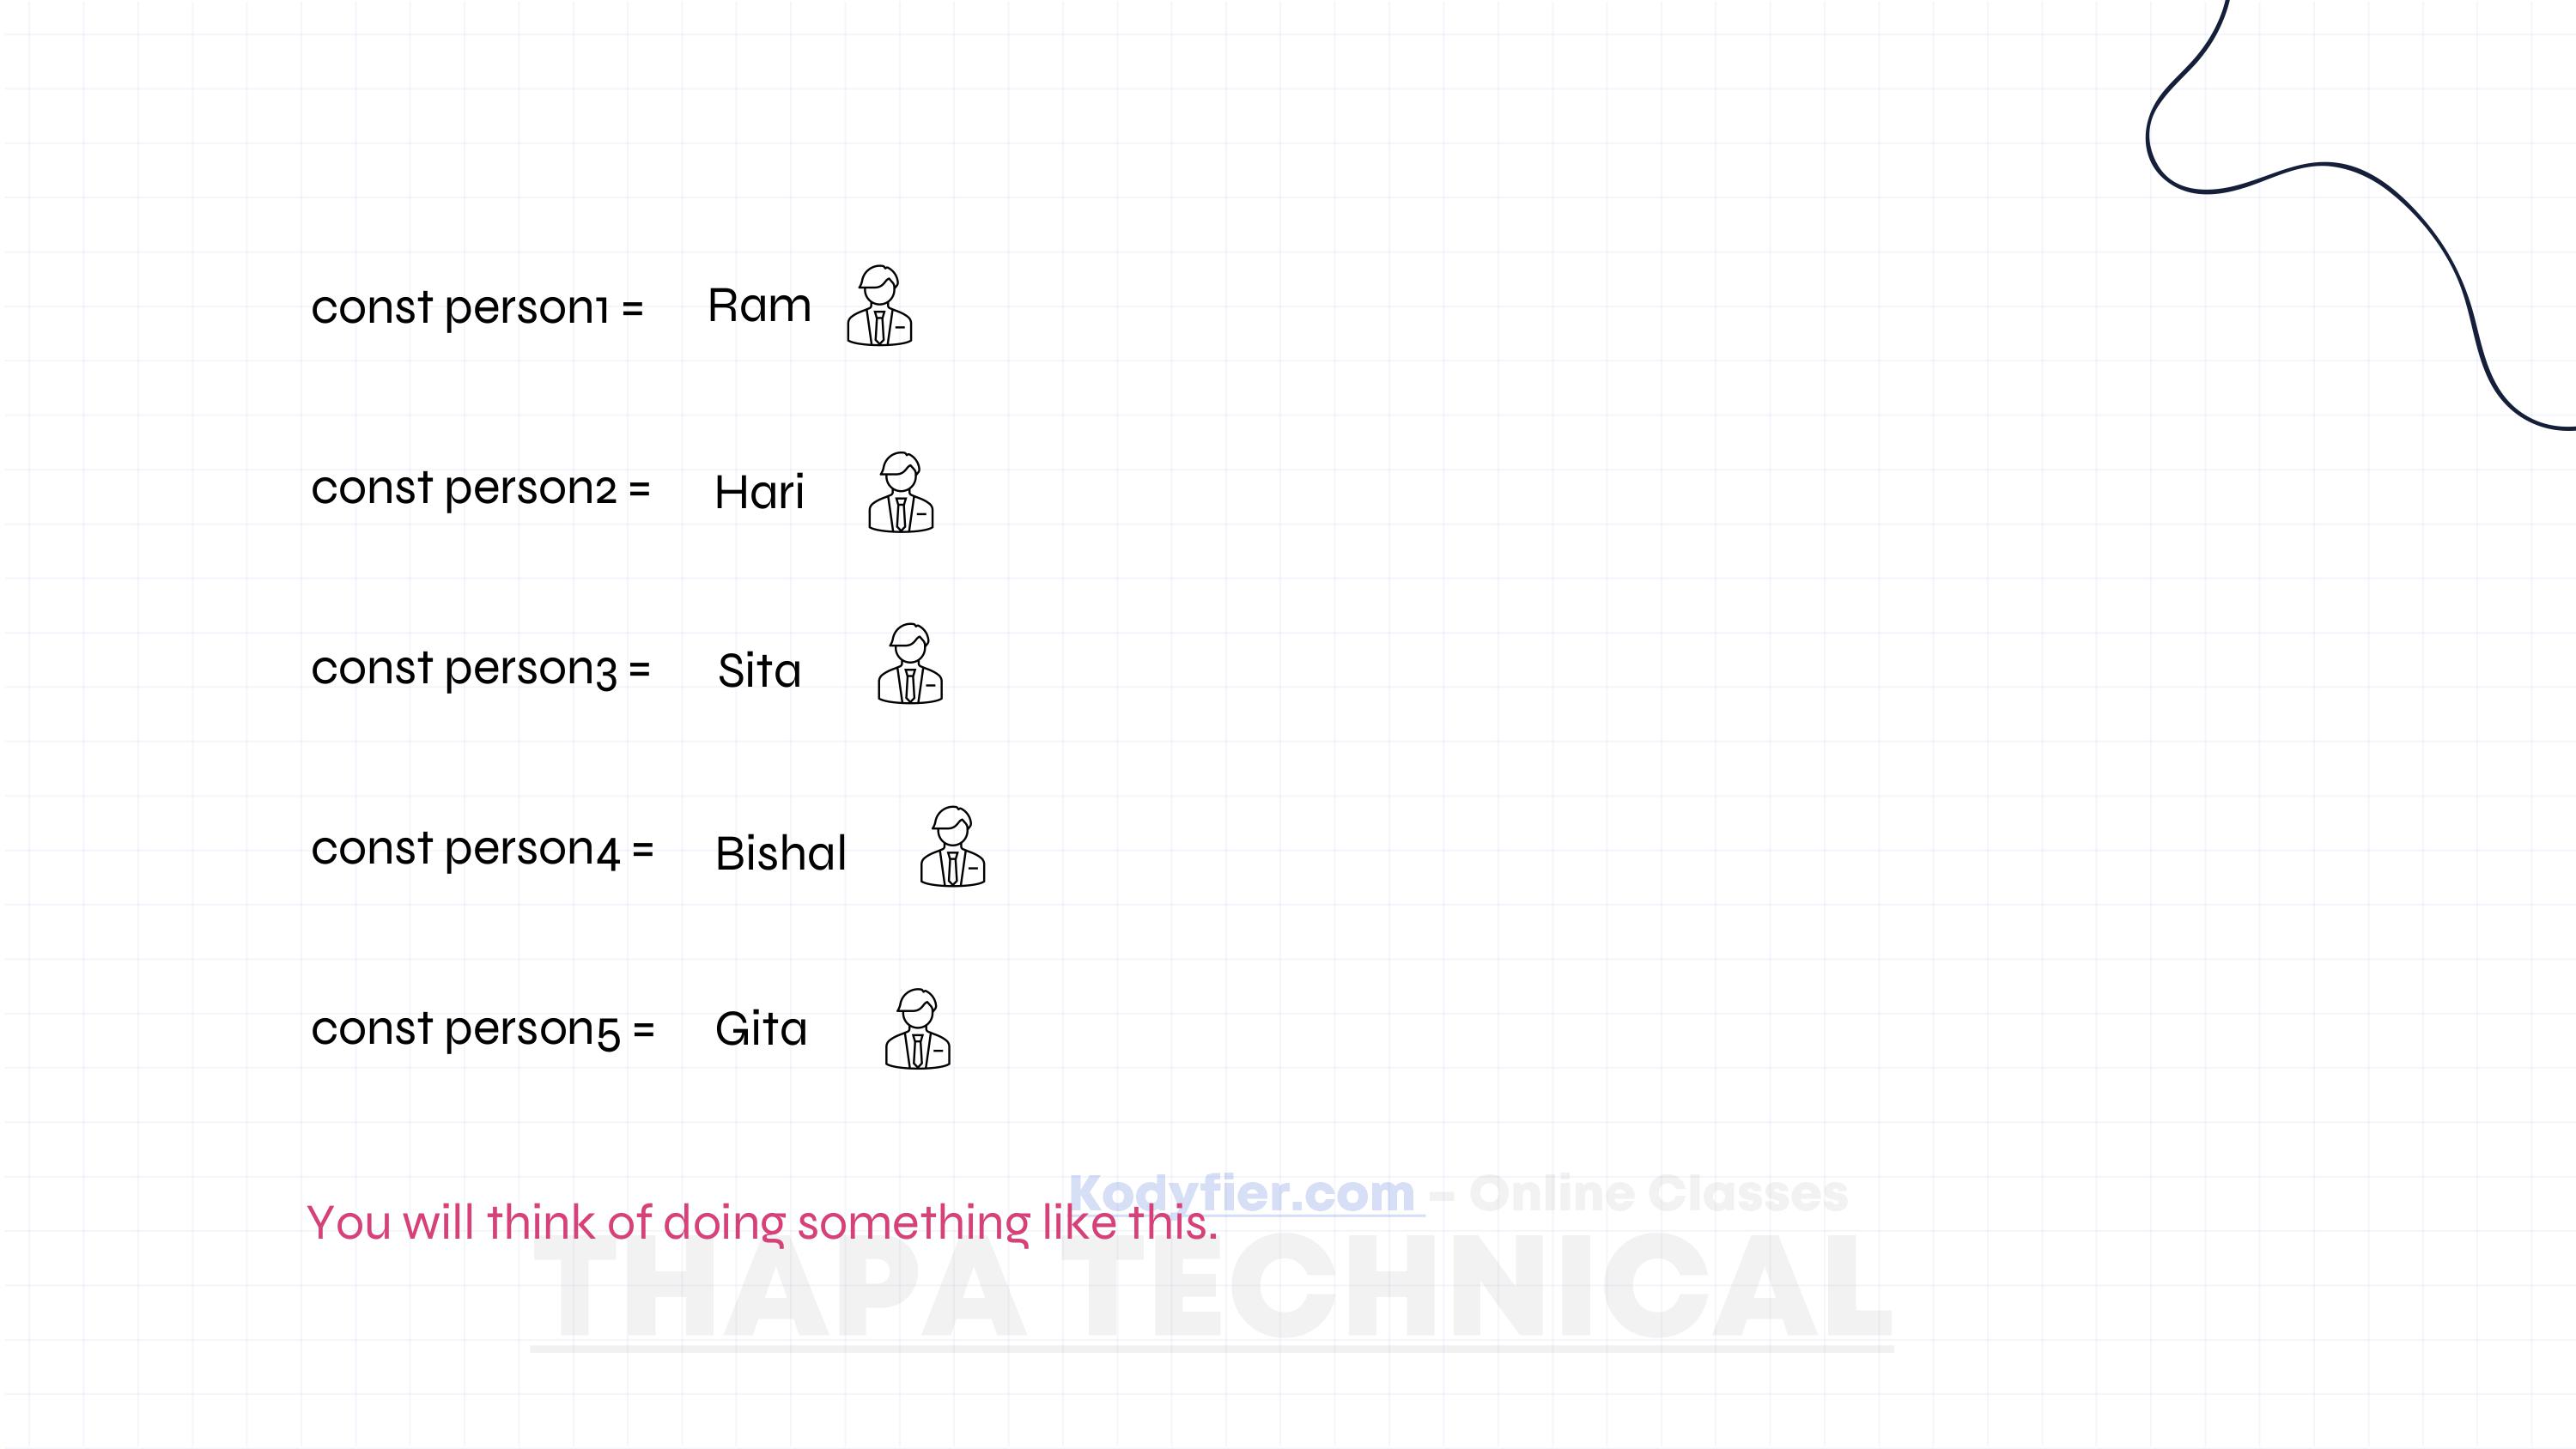 const person1 = Ram
const person2 = Hari
const person3 = Sita
const person4 = Bishal
const person5 = Gita
Kodyfier.com - Online Classes
You will think of doing something like this.
THAPA TECHNICAL